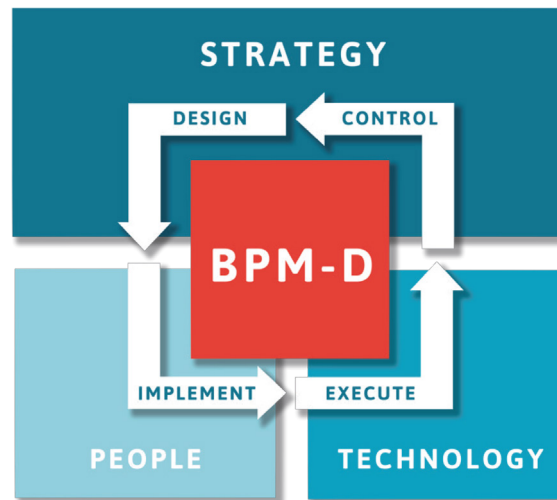 STRATEGY
DESIGN
CONTROL
BPM-D
IMPLEMENT
EXECUTE
PEOPLE
TECHNOLOGY